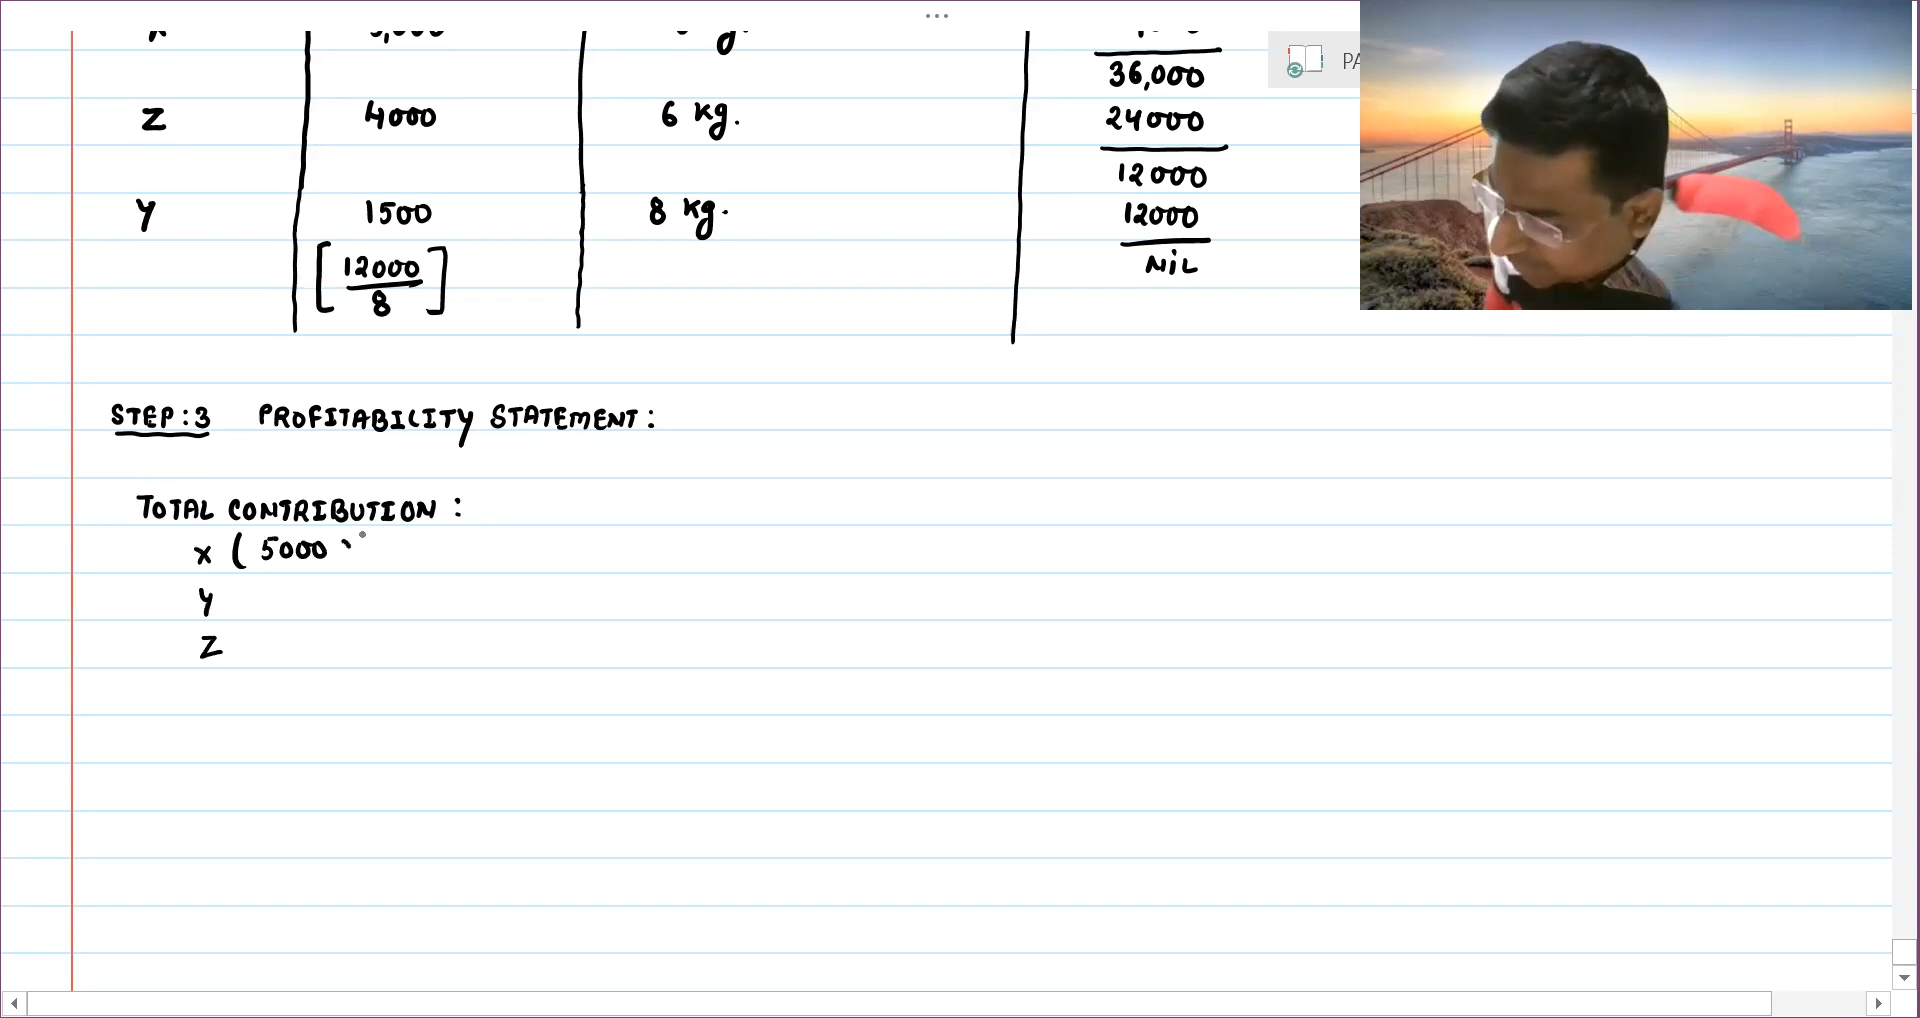 36,000
Z 4000 6 kg. 24000
12000
Y 1500 8 kg. 12000
[12000/8] NiL
STEP:3 PROFITABILITY STATEMENT:
TOTAL CONTRIBUTION:
X ( 5000
Y
Z